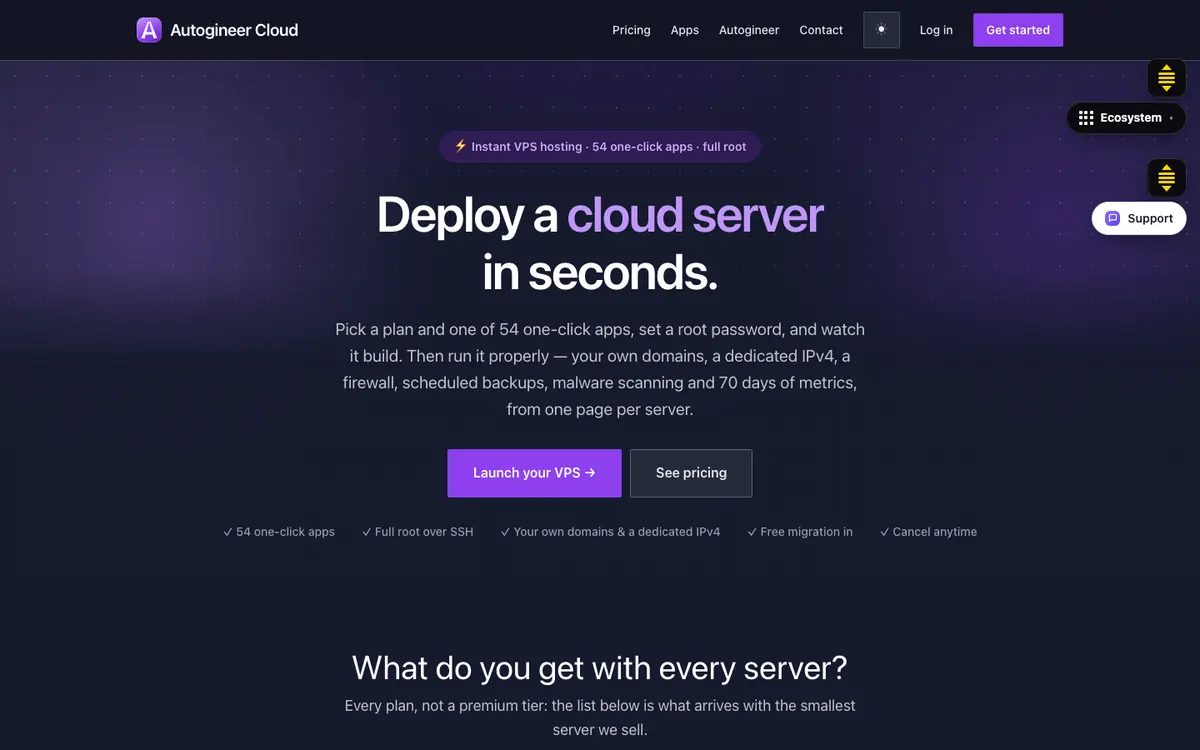 Autogineer Cloud
Pricing
Apps
Autogineer
Contact
Log in
Get started
Ecosystem
Support
⚡ Instant VPS hosting · 54 one-click apps · full root
Deploy a cloud server
in seconds.
Pick a plan and one of 54 one-click apps, set a root password, and watch
it build. Then run it properly — your own domains, a dedicated IPv4, a
firewall, scheduled backups, malware scanning and 70 days of metrics,
from one page per server.
Launch your VPS →
See pricing
✓ 54 one-click apps
✓ Full root over SSH
✓ Your own domains & a dedicated IPv4
✓ Free migration in
✓ Cancel anytime
What do you get with every server?
Every plan, not a premium tier: the list below is what arrives with the smallest
server we sell.